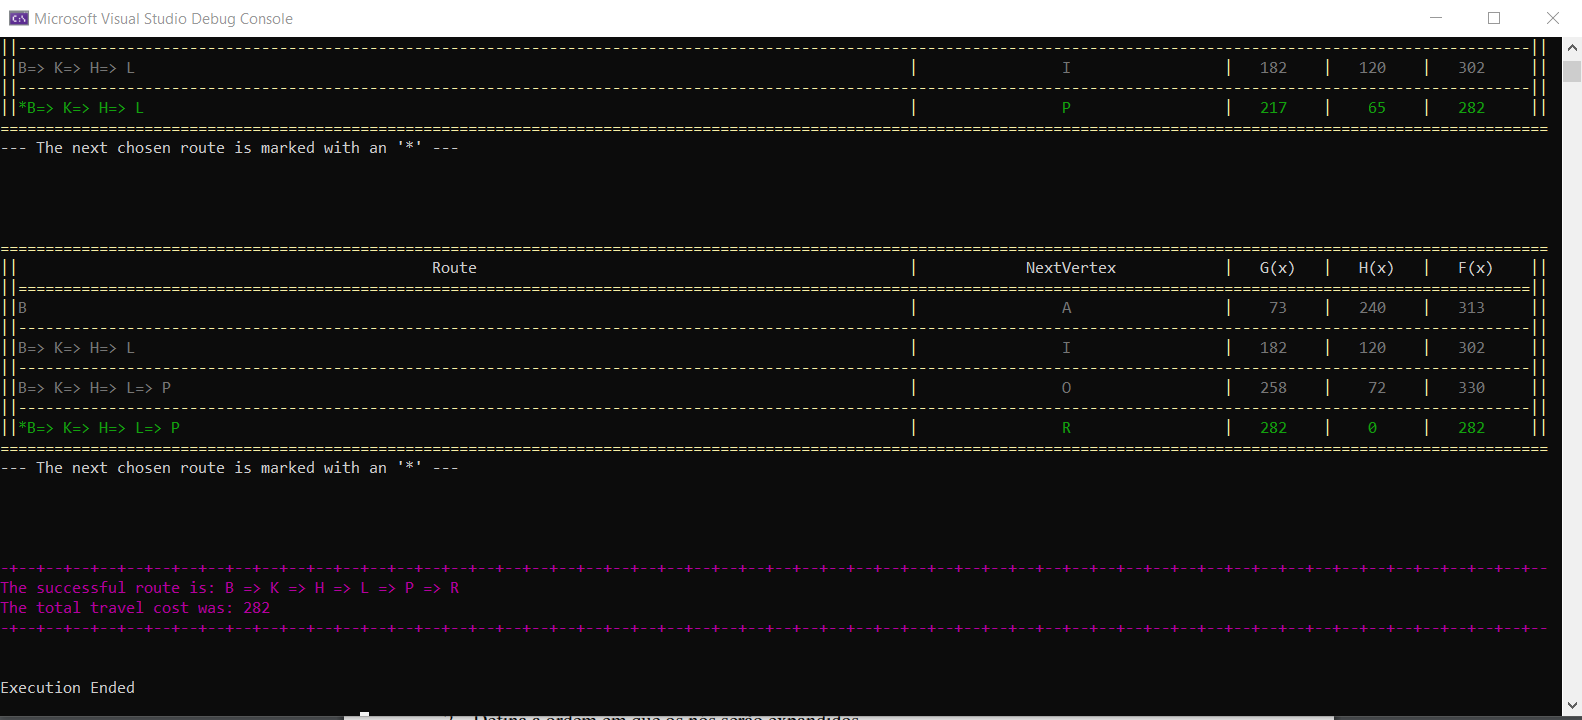 Microsoft Visual Studio Debug Console
||------------------------------------------------------------------------------------------------------------------------------------------------------------------------||
||B=> K=> H=> L | I | 182 | 120 | 302 ||
||------------------------------------------------------------------------------------------------------------------------------------------------------------------------||
||*B=> K=> H=> L | P | 217 | 65 | 282 ||
============================================================================================================================================================================
--- The next chosen route is marked with an '*' ---
============================================================================================================================================================================
|| Route | NextVertex | G(x) | H(x) | F(x) ||
||========================================================================================================================================================================||
||B | A | 73 | 240 | 313 ||
||------------------------------------------------------------------------------------------------------------------------------------------------------------------------||
||B=> K=> H=> L | I | 182 | 120 | 302 ||
||------------------------------------------------------------------------------------------------------------------------------------------------------------------------||
||B=> K=> H=> L=> P | O | 258 | 72 | 330 ||
||------------------------------------------------------------------------------------------------------------------------------------------------------------------------||
||*B=> K=> H=> L=> P | R | 282 | 0 | 282 ||
============================================================================================================================================================================
--- The next chosen route is marked with an '*' ---
-+--+--+--+--+--+--+--+--+--+--+--+--+--+--+--+--+--+--+--+--+--+--+--+--+--+--+--+--+--+--+--+--+--+--+--+--+--+--+--+--+--+--+--+--+--+--+--+--+--+--+--+--+--+--+--+--+--
The successful route is: B => K => H => L => P => R
The total travel cost was: 282
-+--+--+--+--+--+--+--+--+--+--+--+--+--+--+--+--+--+--+--+--+--+--+--+--+--+--+--+--+--+--+--+--+--+--+--+--+--+--+--+--+--+--+--+--+--+--+--+--+--+--+--+--+--+--+--+--+--
Execution Ended